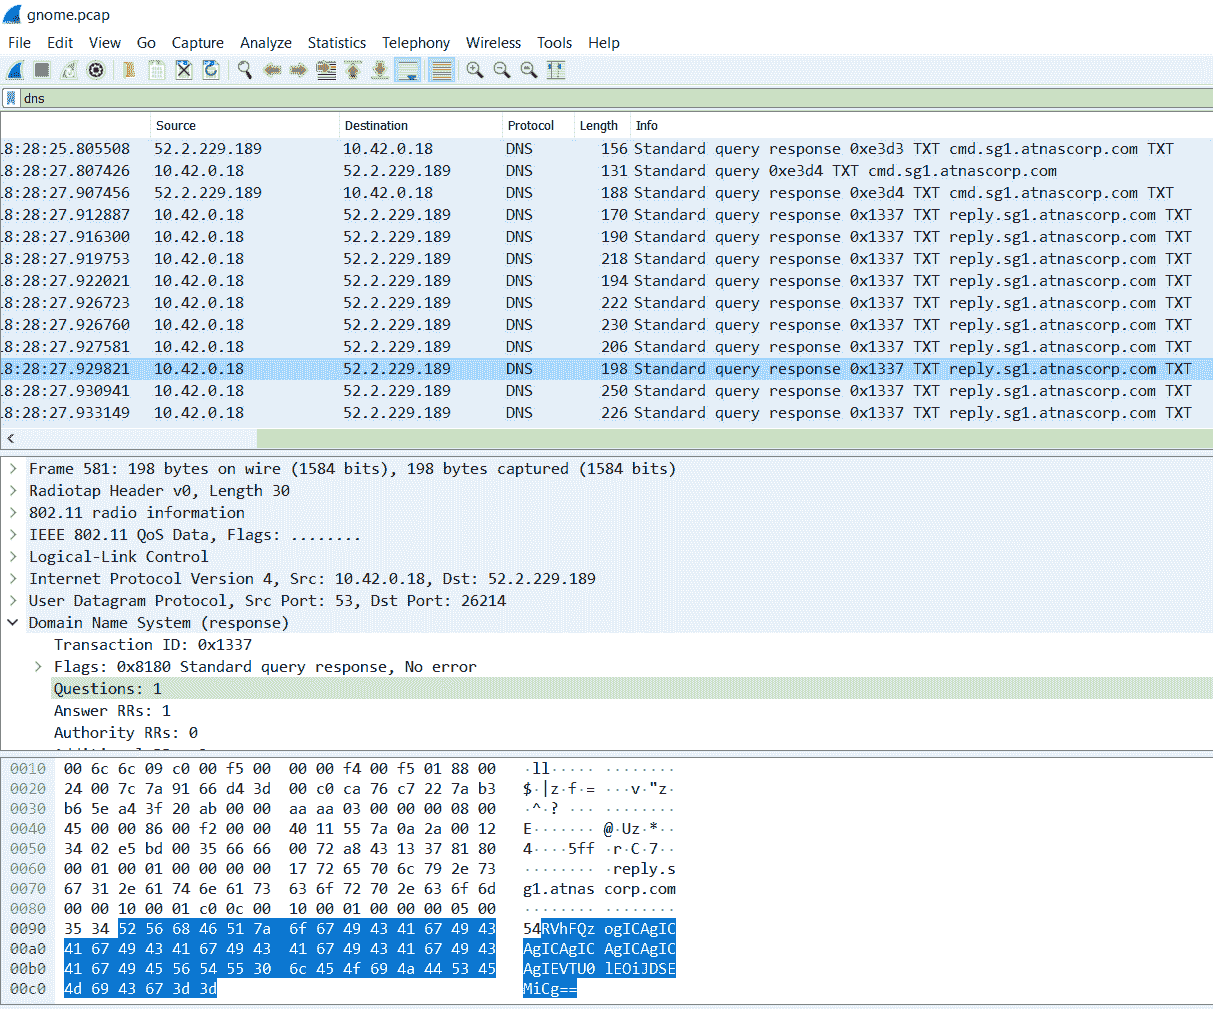 gnome.pcap
File Edit View Go Capture Analyze Statistics Telephony Wireless Tools Help
dns
Source Destination Protocol Length Info
8:28:25.805508 52.2.229.189 10.42.0.18 DNS 156 Standard query response 0xe3d3 TXT cmd.sg1.atnascorp.com TXT
8:28:27.807426 10.42.0.18 52.2.229.189 DNS 131 Standard query 0xe3d4 TXT cmd.sg1.atnascorp.com
8:28:27.907456 52.2.229.189 10.42.0.18 DNS 188 Standard query response 0xe3d4 TXT cmd.sg1.atnascorp.com TXT
8:28:27.912887 10.42.0.18 52.2.229.189 DNS 170 Standard query response 0x1337 TXT reply.sg1.atnascorp.com TXT
8:28:27.916300 10.42.0.18 52.2.229.189 DNS 190 Standard query response 0x1337 TXT reply.sg1.atnascorp.com TXT
8:28:27.919753 10.42.0.18 52.2.229.189 DNS 218 Standard query response 0x1337 TXT reply.sg1.atnascorp.com TXT
8:28:27.922021 10.42.0.18 52.2.229.189 DNS 194 Standard query response 0x1337 TXT reply.sg1.atnascorp.com TXT
8:28:27.926723 10.42.0.18 52.2.229.189 DNS 222 Standard query response 0x1337 TXT reply.sg1.atnascorp.com TXT
8:28:27.926760 10.42.0.18 52.2.229.189 DNS 230 Standard query response 0x1337 TXT reply.sg1.atnascorp.com TXT
8:28:27.927581 10.42.0.18 52.2.229.189 DNS 206 Standard query response 0x1337 TXT reply.sg1.atnascorp.com TXT
8:28:27.929821 10.42.0.18 52.2.229.189 DNS 198 Standard query response 0x1337 TXT reply.sg1.atnascorp.com TXT
8:28:27.930941 10.42.0.18 52.2.229.189 DNS 250 Standard query response 0x1337 TXT reply.sg1.atnascorp.com TXT
8:28:27.933149 10.42.0.18 52.2.229.189 DNS 226 Standard query response 0x1337 TXT reply.sg1.atnascorp.com TXT
Frame 581: 198 bytes on wire (1584 bits), 198 bytes captured (1584 bits)
Radiotap Header v0, Length 30
802.11 radio information
IEEE 802.11 QoS Data, Flags: ........
Logical-Link Control
Internet Protocol Version 4, Src: 10.42.0.18, Dst: 52.2.229.189
User Datagram Protocol, Src Port: 53, Dst Port: 26214
Domain Name System (response)
Transaction ID: 0x1337
Flags: 0x8180 Standard query response, No error
Questions: 1
Answer RRs: 1
Authority RRs: 0
0010 00 6c 6c 09 c0 00 f5 00 00 00 f4 00 f5 01 88 00 ·ll····· ········
0020 24 00 7c 7a 91 66 d4 3d 00 c0 ca 76 c7 22 7a b3 $·|z·f·= ···v·"z·
0030 b6 5e a4 3f 20 ab 00 00 aa aa 03 00 00 00 08 00 ·^·? ··· ········
0040 45 00 00 86 00 f2 00 00 40 11 55 7a 0a 2a 00 12 E······· @·Uz·*··
0050 34 02 e5 bd 00 35 66 66 00 72 a8 43 13 37 81 80 4····5ff ·r·C·7··
0060 00 01 00 01 00 00 00 00 17 72 65 70 6c 79 2e 73 ········ ·reply.s
0070 67 31 2e 61 74 6e 61 73 63 6f 72 70 2e 63 6f 6d g1.atnas corp.com
0080 00 00 10 00 01 c0 0c 00 10 00 01 00 00 00 05 00 ········ ········
0090 35 34 52 56 68 46 51 7a 6f 67 49 43 41 67 49 43 54RVhFQz ogICAgIC
00a0 41 67 49 43 41 67 49 43 41 67 49 43 41 67 49 43 AgICAgIC AgICAgIC
00b0 41 67 49 45 56 54 55 30 6c 45 4f 69 4a 44 53 45 AgIEVTU0 lEOiJDSE
00c0 4d 69 43 67 3d 3d MiCg==